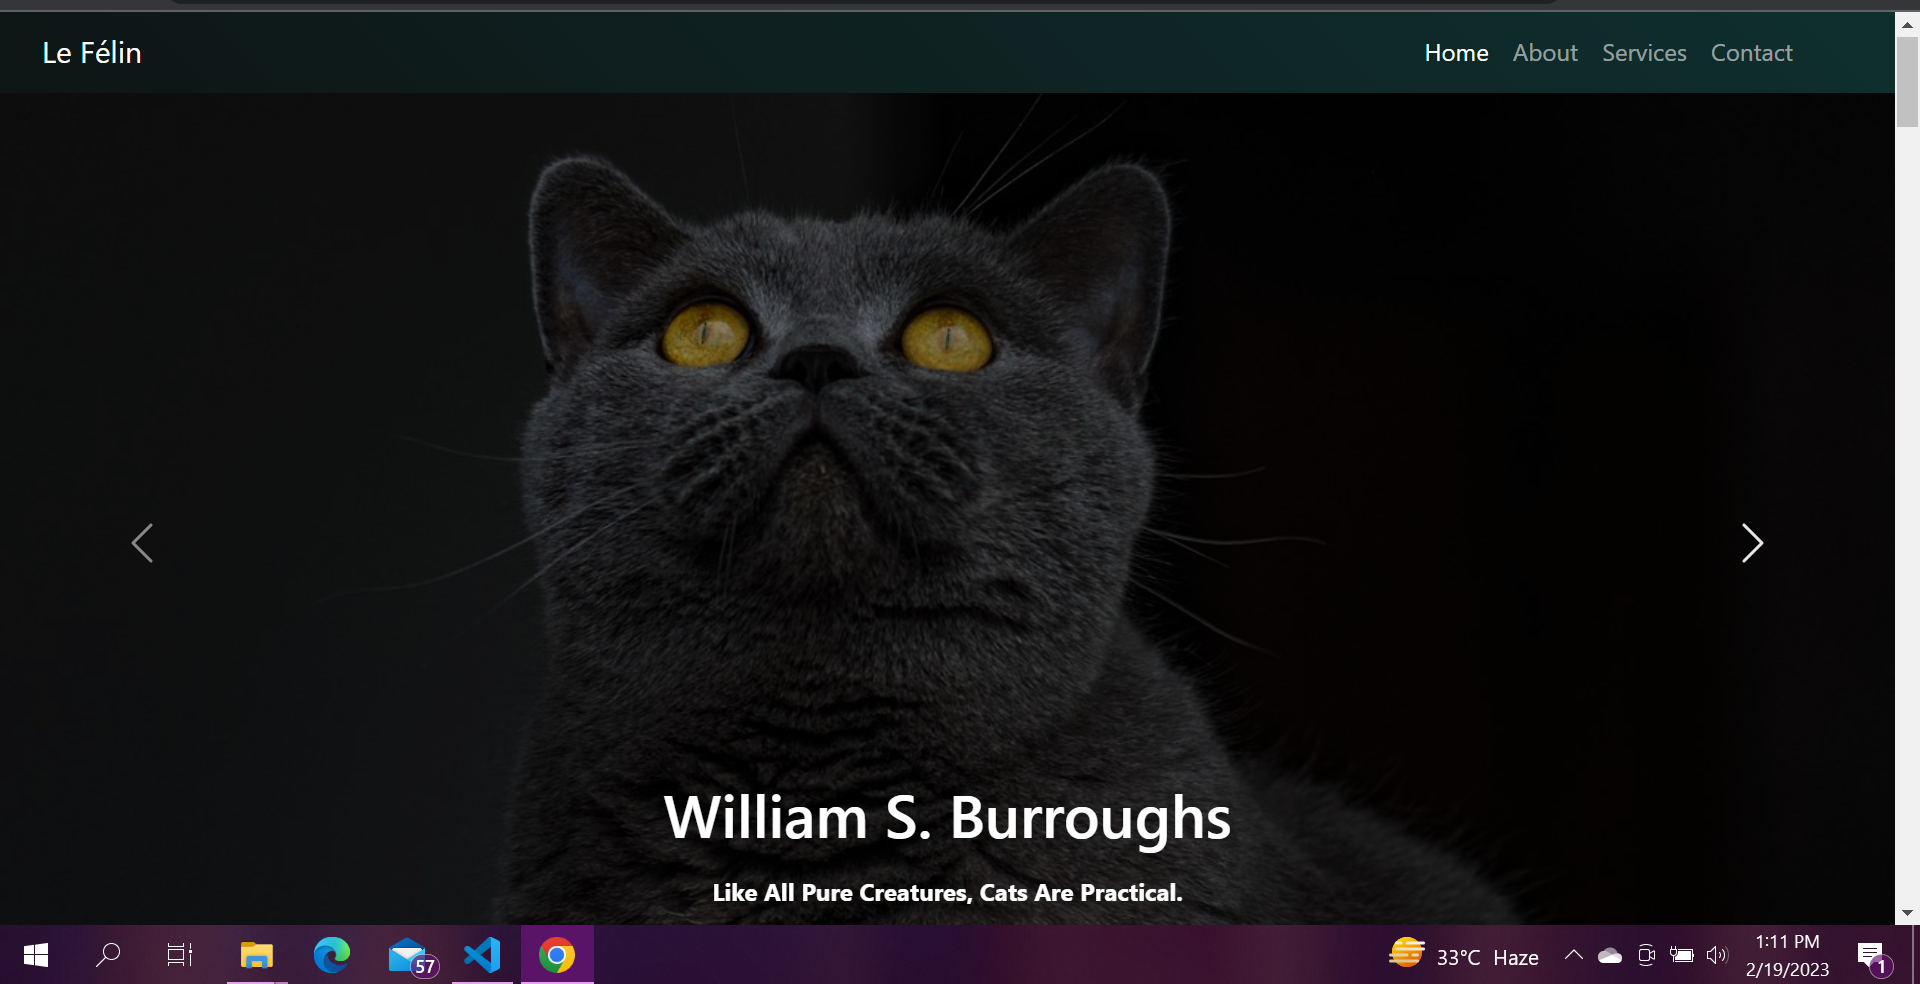 Le Félin
Home About Services Contact
William S. Burroughs
Like All Pure Creatures, Cats Are Practical.
57
33°C Haze
1:11 PM
2/19/2023
1